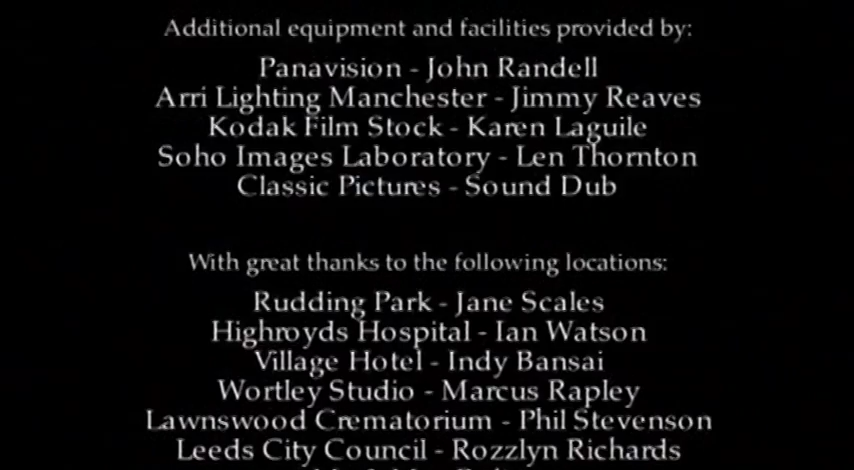 Additional equipment and facilities provided by:
Panavision - John Randell
Arri Lighting Manchester - Jimmy Reaves
Kodak Film Stock - Karen Laguile
Soho Images Laboratory - Len Thornton
Classic Pictures - Sound Dub
With great thanks to the following locations:
Rudding Park - Jane Scales
Highroyds Hospital - Ian Watson
Village Hotel - Indy Bansai
Wortley Studio - Marcus Rapley
Lawnswood Crematorium - Phil Stevenson
Leeds City Council - Rozzlyn Richards